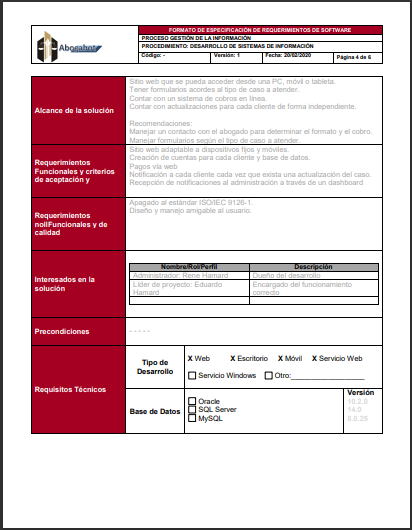 Abogabot
FORMATO DE ESPECIFICACIÓN DE REQUERIMIENTOS DE SOFTWARE
PROCESO GESTIÓN DE LA INFORMACIÓN
PROCEDIMIENTO: DESARROLLO DE SISTEMAS DE INFORMACIÓN
Código: - Versión: 1 Fecha: 20/02/2020 Página 4 de 6
Alcance de la solución
Sitio web que se pueda acceder desde una PC, móvil o tableta.
Tener formularios acordes al tipo de caso a atender.
Contar con un sistema de cobros en línea.
Contar con actualizaciones para cada cliente de forma independiente.
Recomendaciones:
Manejar un contacto con el abogado para determinar el formato y el cobro.
Manejar formularios según el tipo de caso a atender.
Requerimientos
Funcionales y criterios
de aceptación y
Sitio web adaptable a dispositivos fijos y móviles.
Creación de cuentas para cada cliente y base de datos.
Pagos vía web
Notificación a cada cliente cada vez que exista una actualización del caso.
Recepción de notificaciones al administración a través de un dashboard
Requerimientos
nollFuncionales y de
calidad
Apagado al estándar ISO/IEC 9126-1.
Diseño y manejo amigable al usuario.
Interesados en la
solución
Nombre/Rol/Perfil Descripción
Administrador: Rene Hamard Dueño del desarrollo
Líder de proyecto: Eduardo
Hamard
Encargado del funcionamiento
correcto
Precondiciones
- - - - -
Requisitos Técnicos
Tipo de
Desarrollo
X Web X Escritorio X Móvil X Servicio Web
Servicio Windows Otro:
Base de Datos
Oracle
SQL Server
MySQL
Versión
10.2.0
14.0
8.0.25